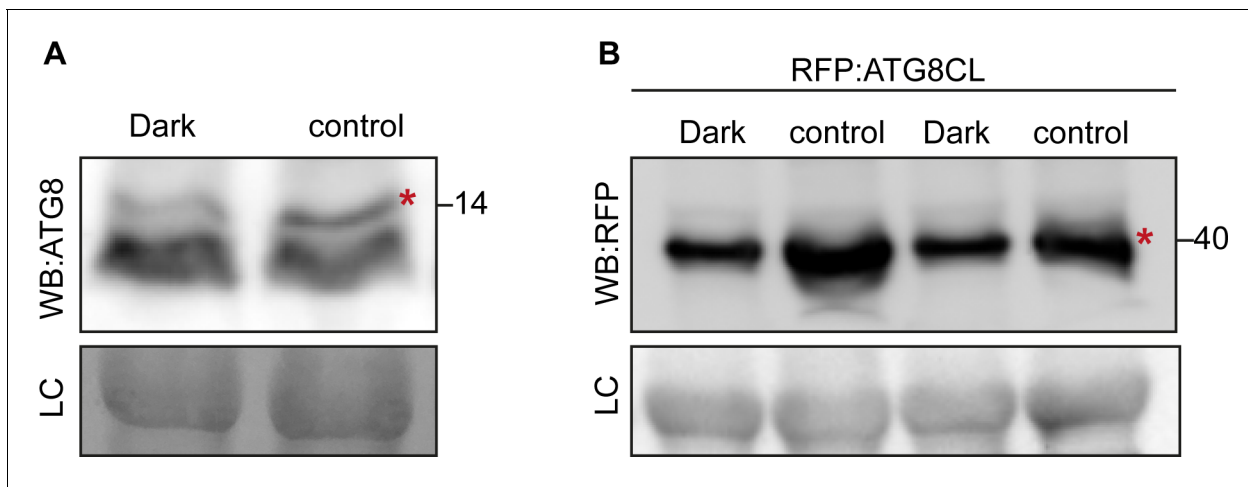 A
Dark control
WB:ATG8
*
14
LC
B
RFP:ATG8CL
Dark control Dark control
WB:RFP
*
40
LC